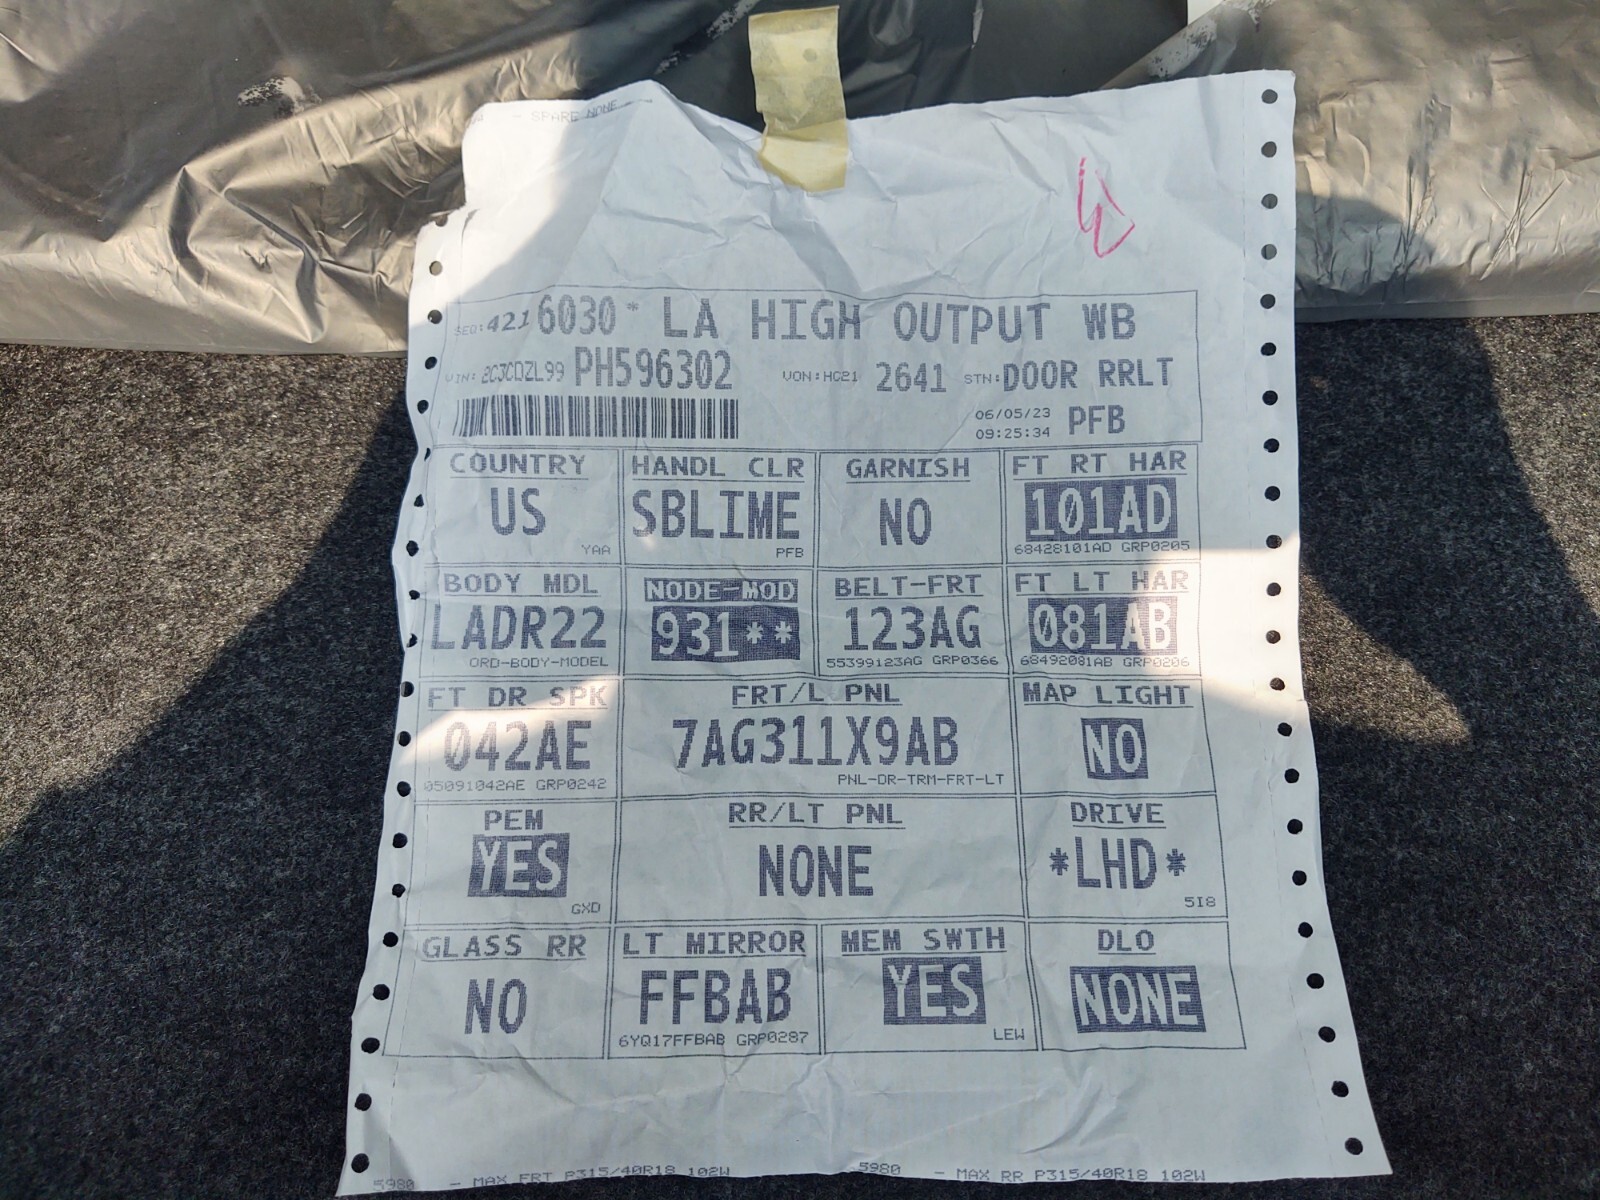 - SPARE NONE
SEQ:4216030* LA HIGH OUTPUT WB
VIN: 2C3CDZL99 PH596302 VON:HC21 2641 STN:DOOR RRLT
06/05/23 PFB
09:25:34
COUNTRY HANDL CLR GARNISH FT RT HAR
US SBLIME NO 101AD
YAA PFB 68428101AD GRP0205
BODY MDL NODE-MOD BELT-FRT FT LT HAR
LADR22 931** 123AG 081AB
ORD-BODY-MODEL 55399123AG GRP0366 68492081AB GRP0206
FT DR SPK FRT/L PNL MAP LIGHT
042AE 7AG311X9AB NO
05091042AE GRP0242 PNL-DR-TRM-FRT-LT
PEM RR/LT PNL DRIVE
YES NONE *LHD*
GXD 5I8
GLASS RR LT MIRROR MEM SWTH DLO
NO FFBAB YES NONE
6YQ17FFBAB GRP0287 LEW
5980 - MAX FRT P315/40R18 102W 5980 - MAX RR P315/40R18 102W